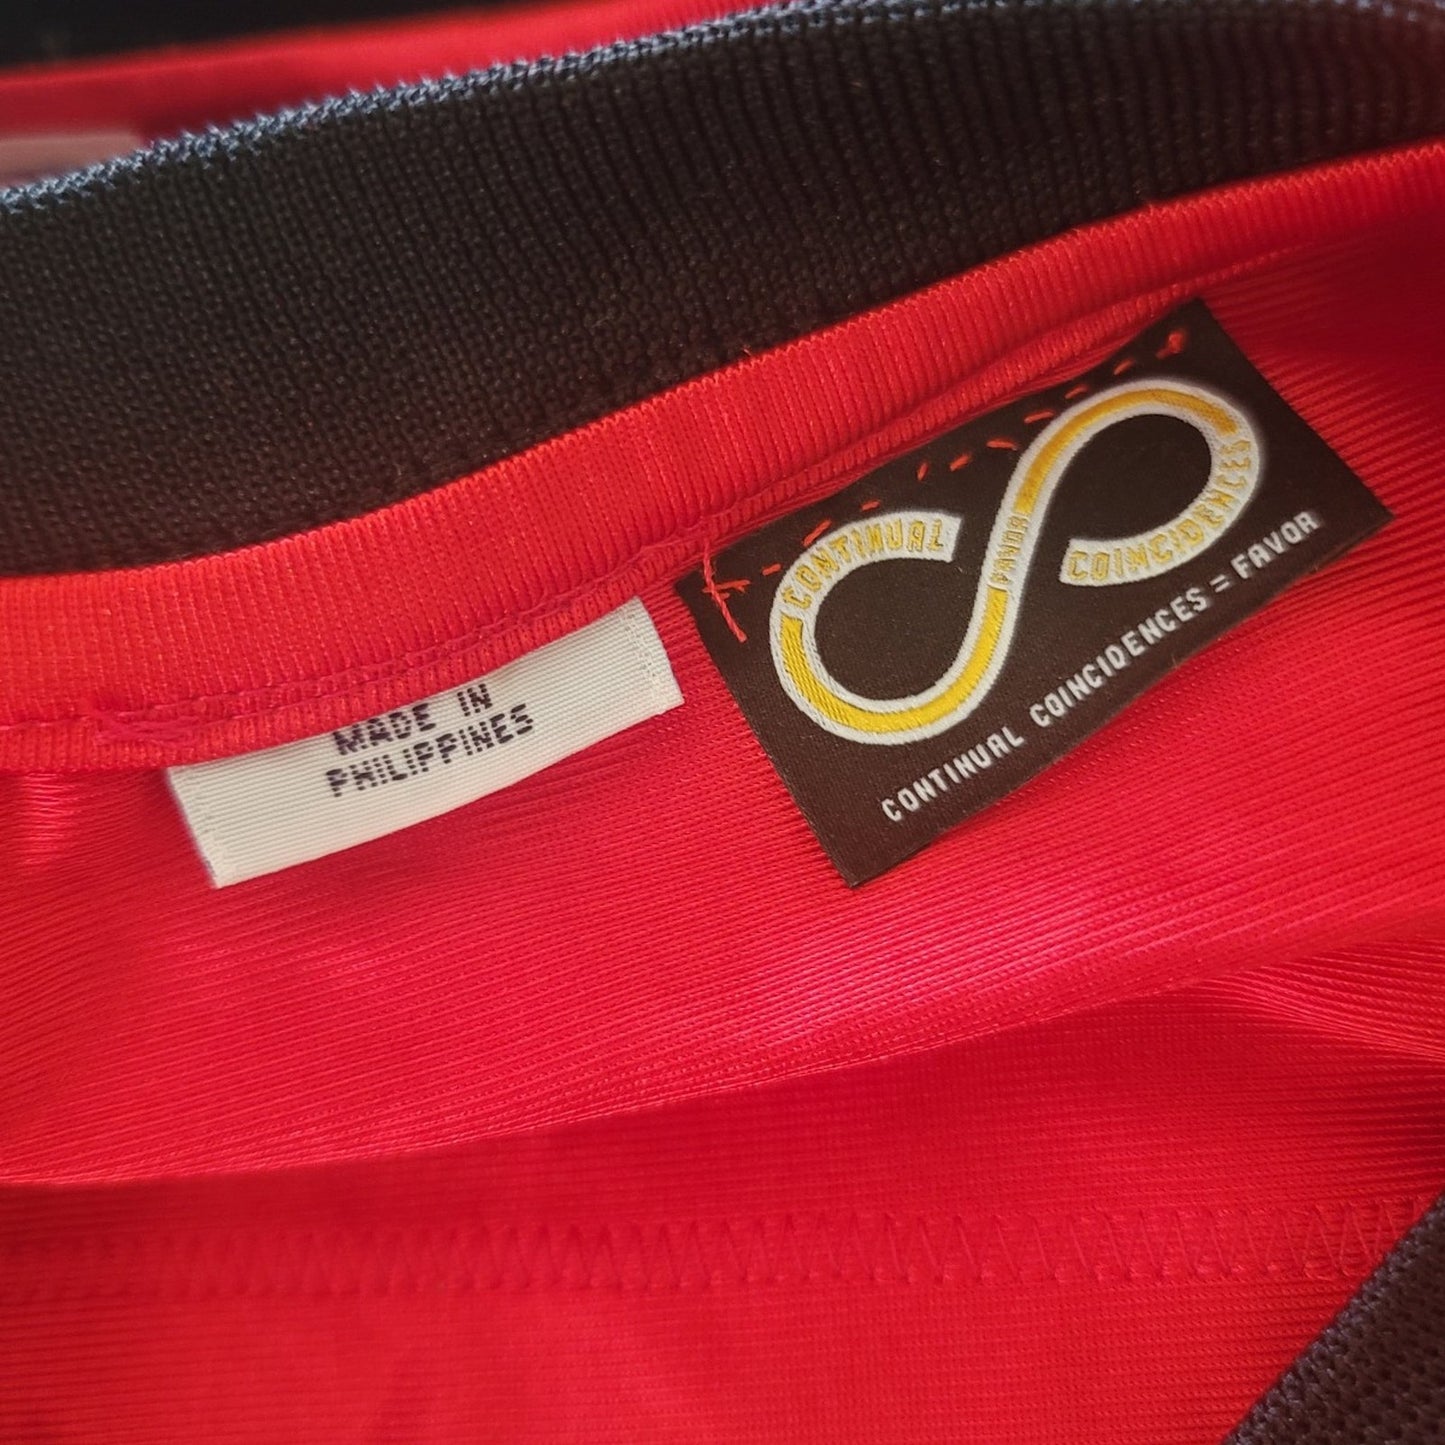 MADE IN
PHILIPPINES
CONTINUAL
FAVOR
COINCIDENCES
CONTINUAL COINCIDENCES = FAVOR